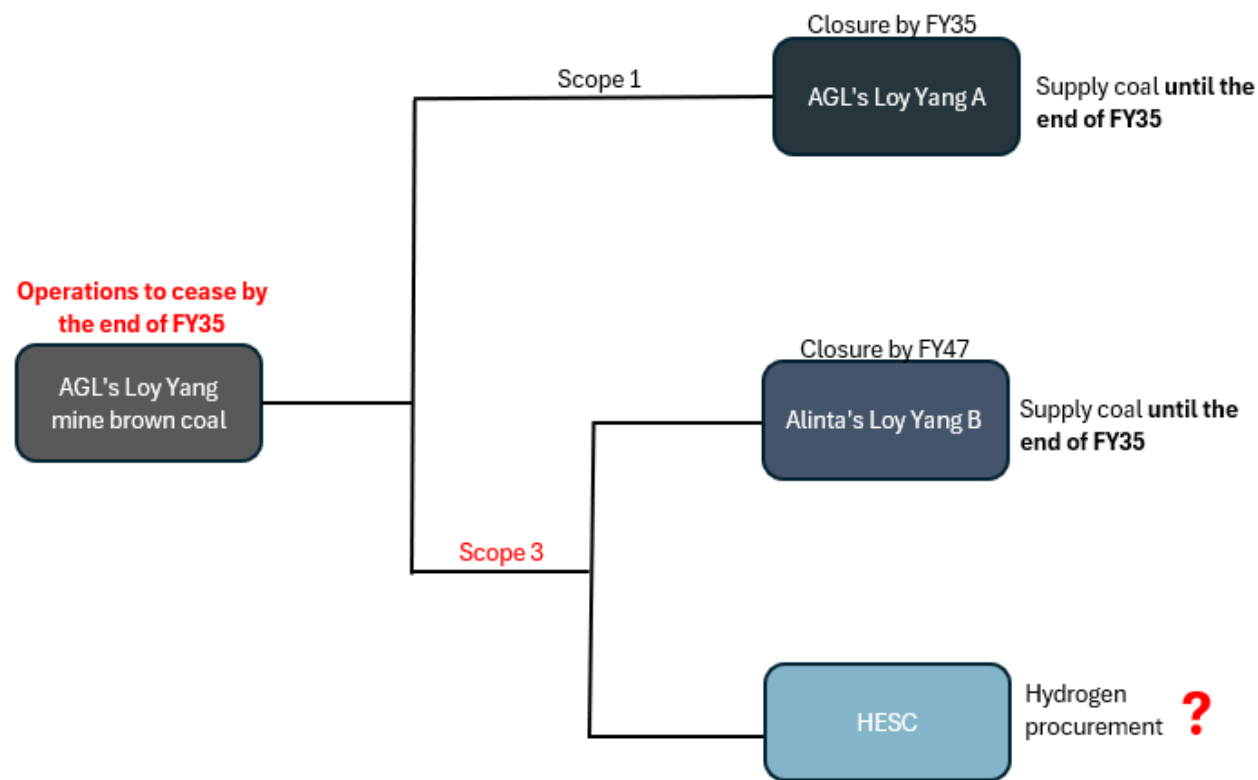 Closure by FY35
Scope 1
AGL's Loy Yang A
Supply coal until the
end of FY35
Operations to cease by
the end of FY35
AGL's Loy Yang
mine brown coal
Closure by FY47
Alinta's Loy Yang B
Supply coal until the
end of FY35
Scope 3
HESC
Hydrogen
procurement ?